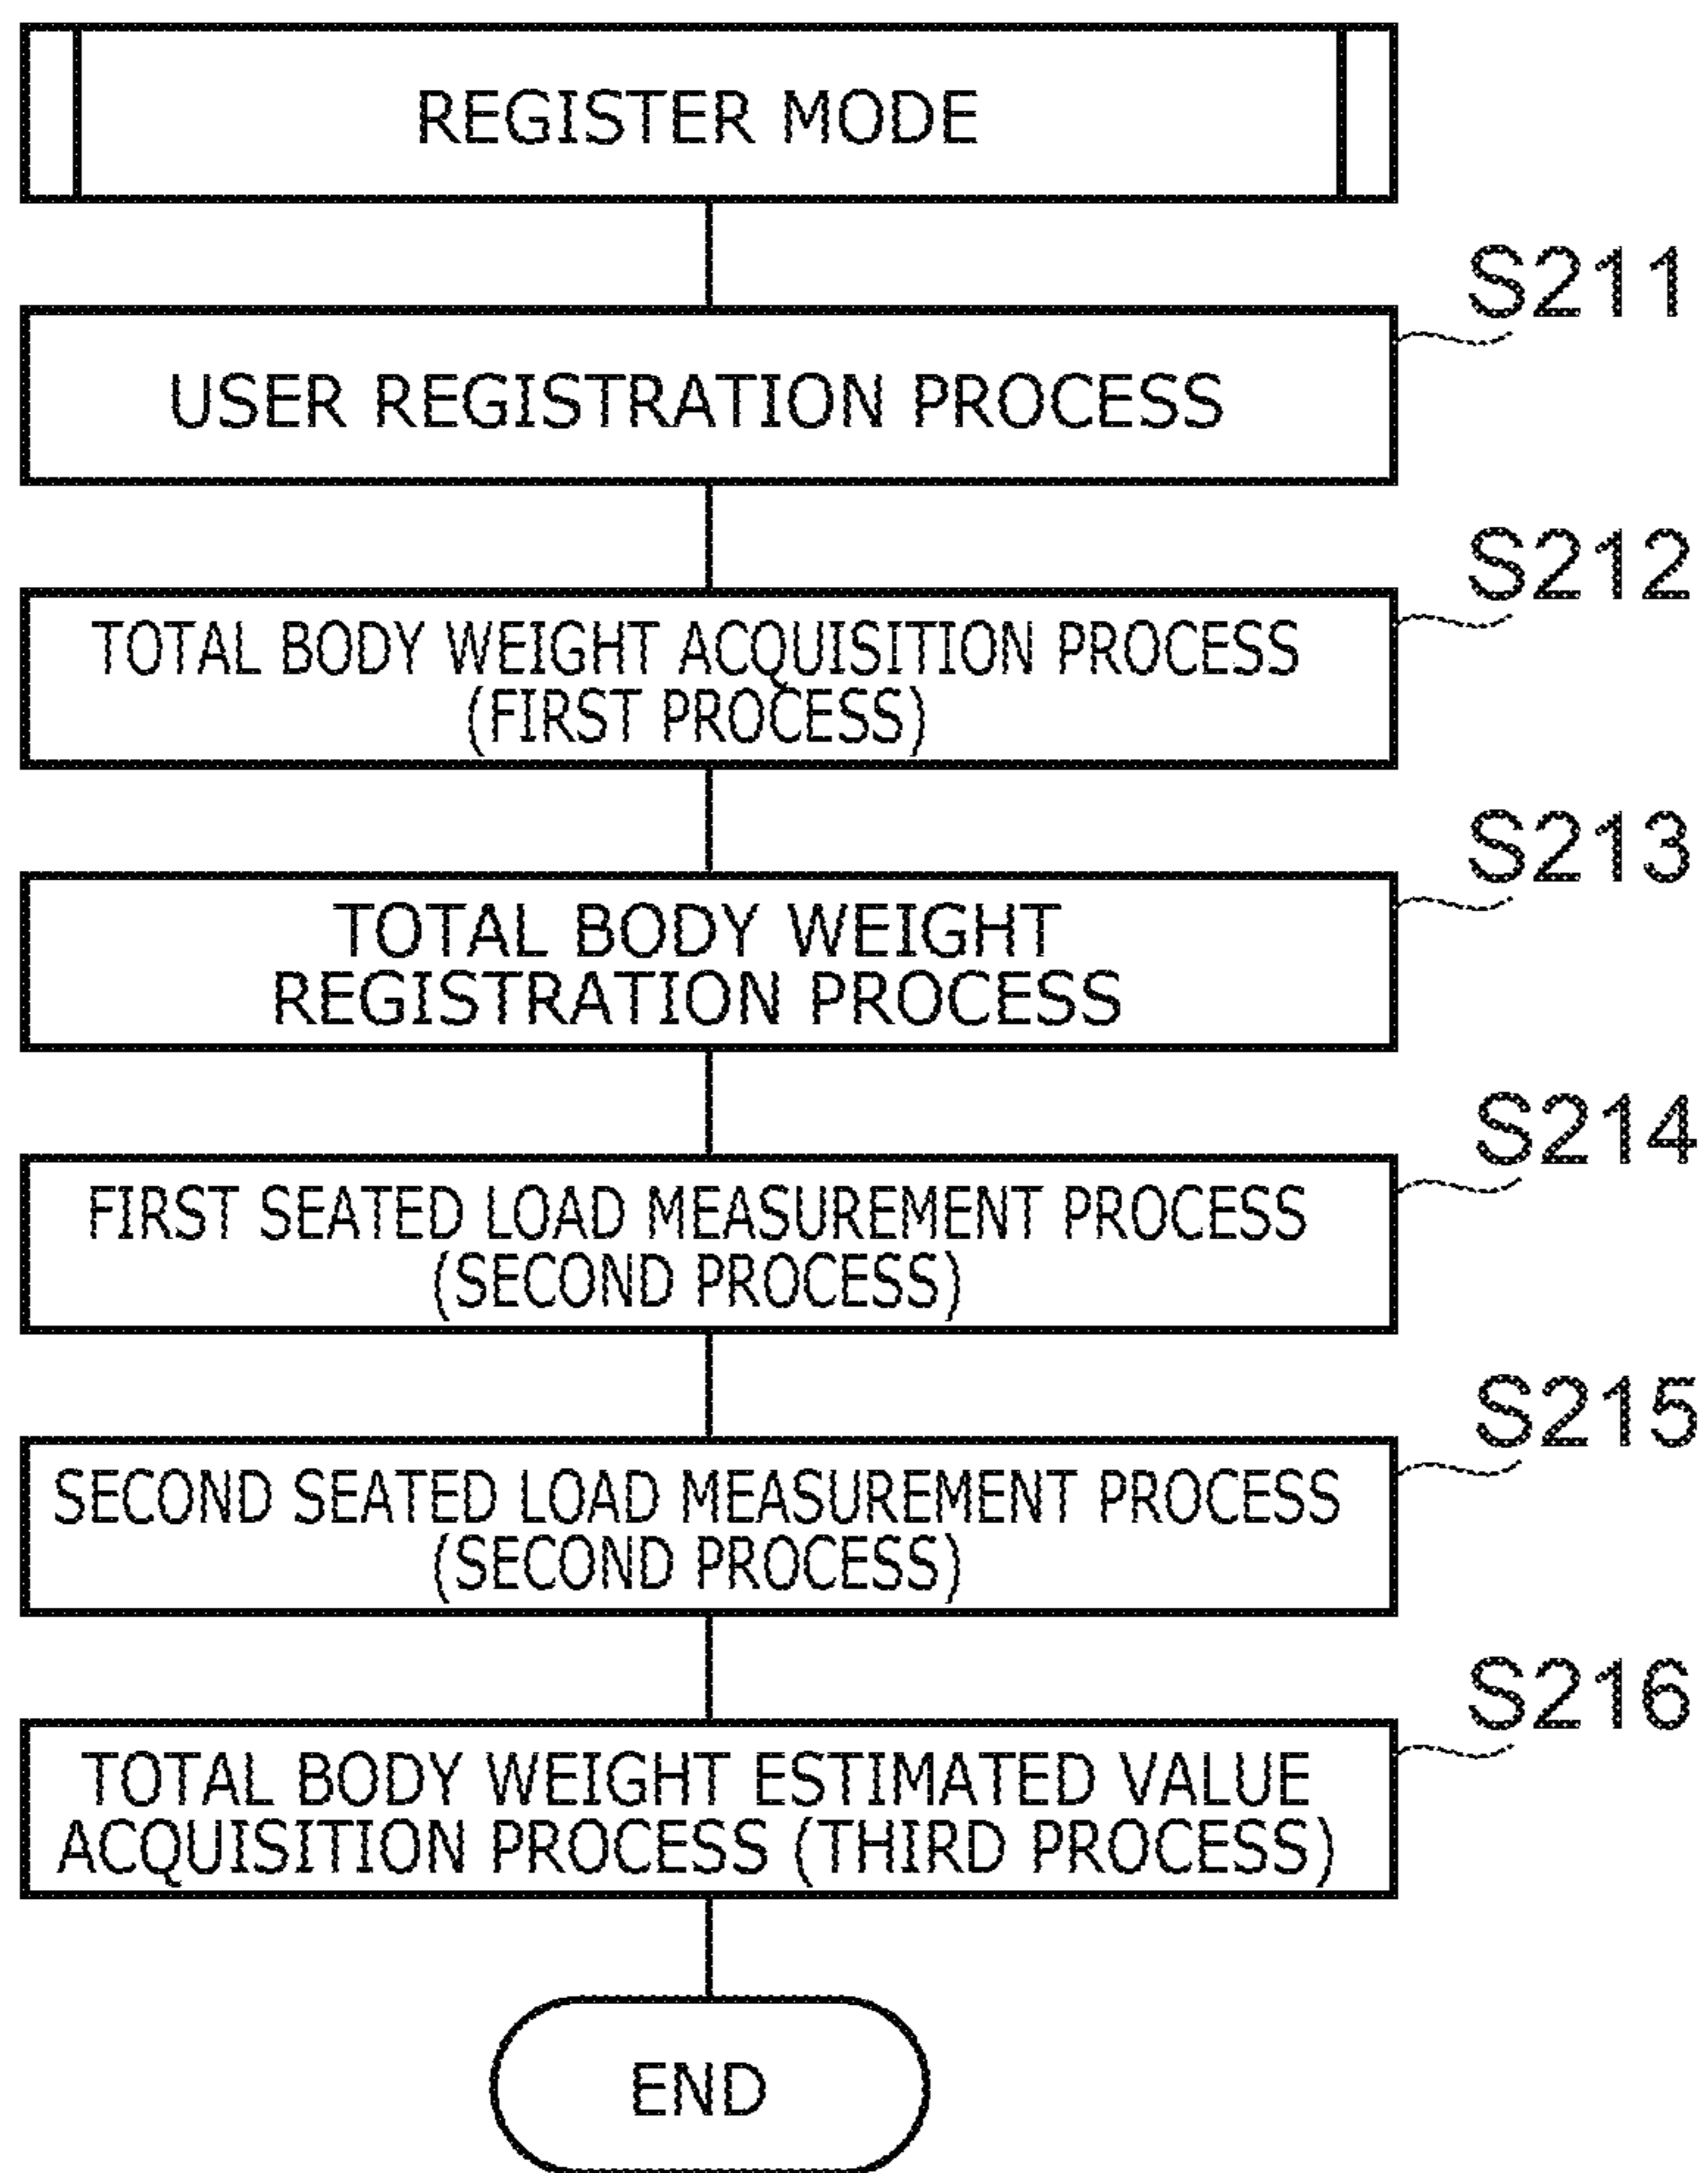 REGISTER MODE
S211
USER REGISTRATION PROCESS
S212
TOTAL BODY WEIGHT ACQUISITION PROCESS
(FIRST PROCESS)
S213
TOTAL BODY WEIGHT
REGISTRATION PROCESS
S214
FIRST SEATED LOAD MEASUREMENT PROCESS
(SECOND PROCESS)
S215
SECOND SEATED LOAD MEASUREMENT PROCESS
(SECOND PROCESS)
S216
TOTAL BODY WEIGHT ESTIMATED VALUE
ACQUISITION PROCESS (THIRD PROCESS)
END